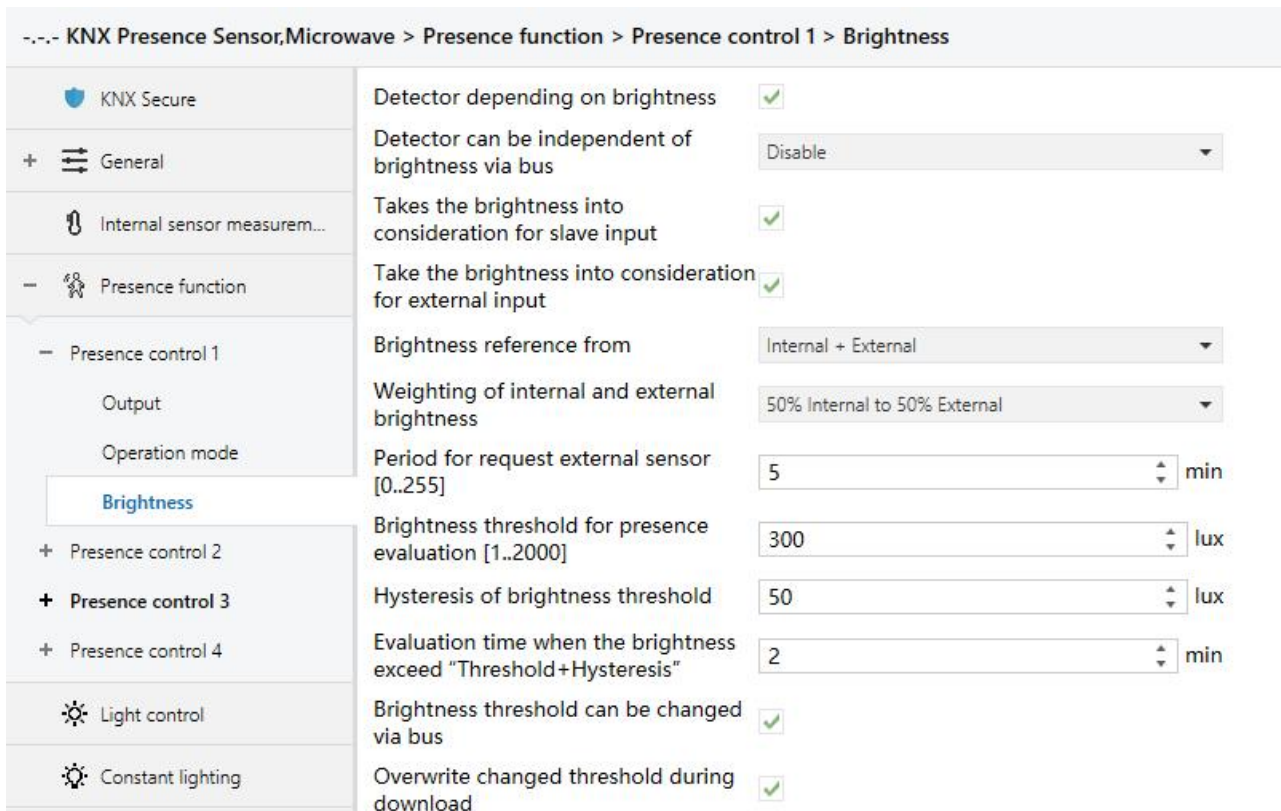 -.-.- KNX Presence Sensor,Microwave > Presence function > Presence control 1 > Brightness
KNX Secure
+ General
Internal sensor measurem...
− Presence function
− Presence control 1
Output
Operation mode
Brightness
+ Presence control 2
+ Presence control 3
+ Presence control 4
Light control
Constant lighting
Detector depending on brightness
Detector can be independent of
brightness via bus
Disable
Takes the brightness into
consideration for slave input
Take the brightness into consideration
for external input
Brightness reference from
Internal + External
Weighting of internal and external
brightness
50% Internal to 50% External
Period for request external sensor
[0..255]
5 min
Brightness threshold for presence
evaluation [1..2000]
300 lux
Hysteresis of brightness threshold
50 lux
Evaluation time when the brightness
exceed “Threshold+Hysteresis”
2 min
Brightness threshold can be changed
via bus
Overwrite changed threshold during
download